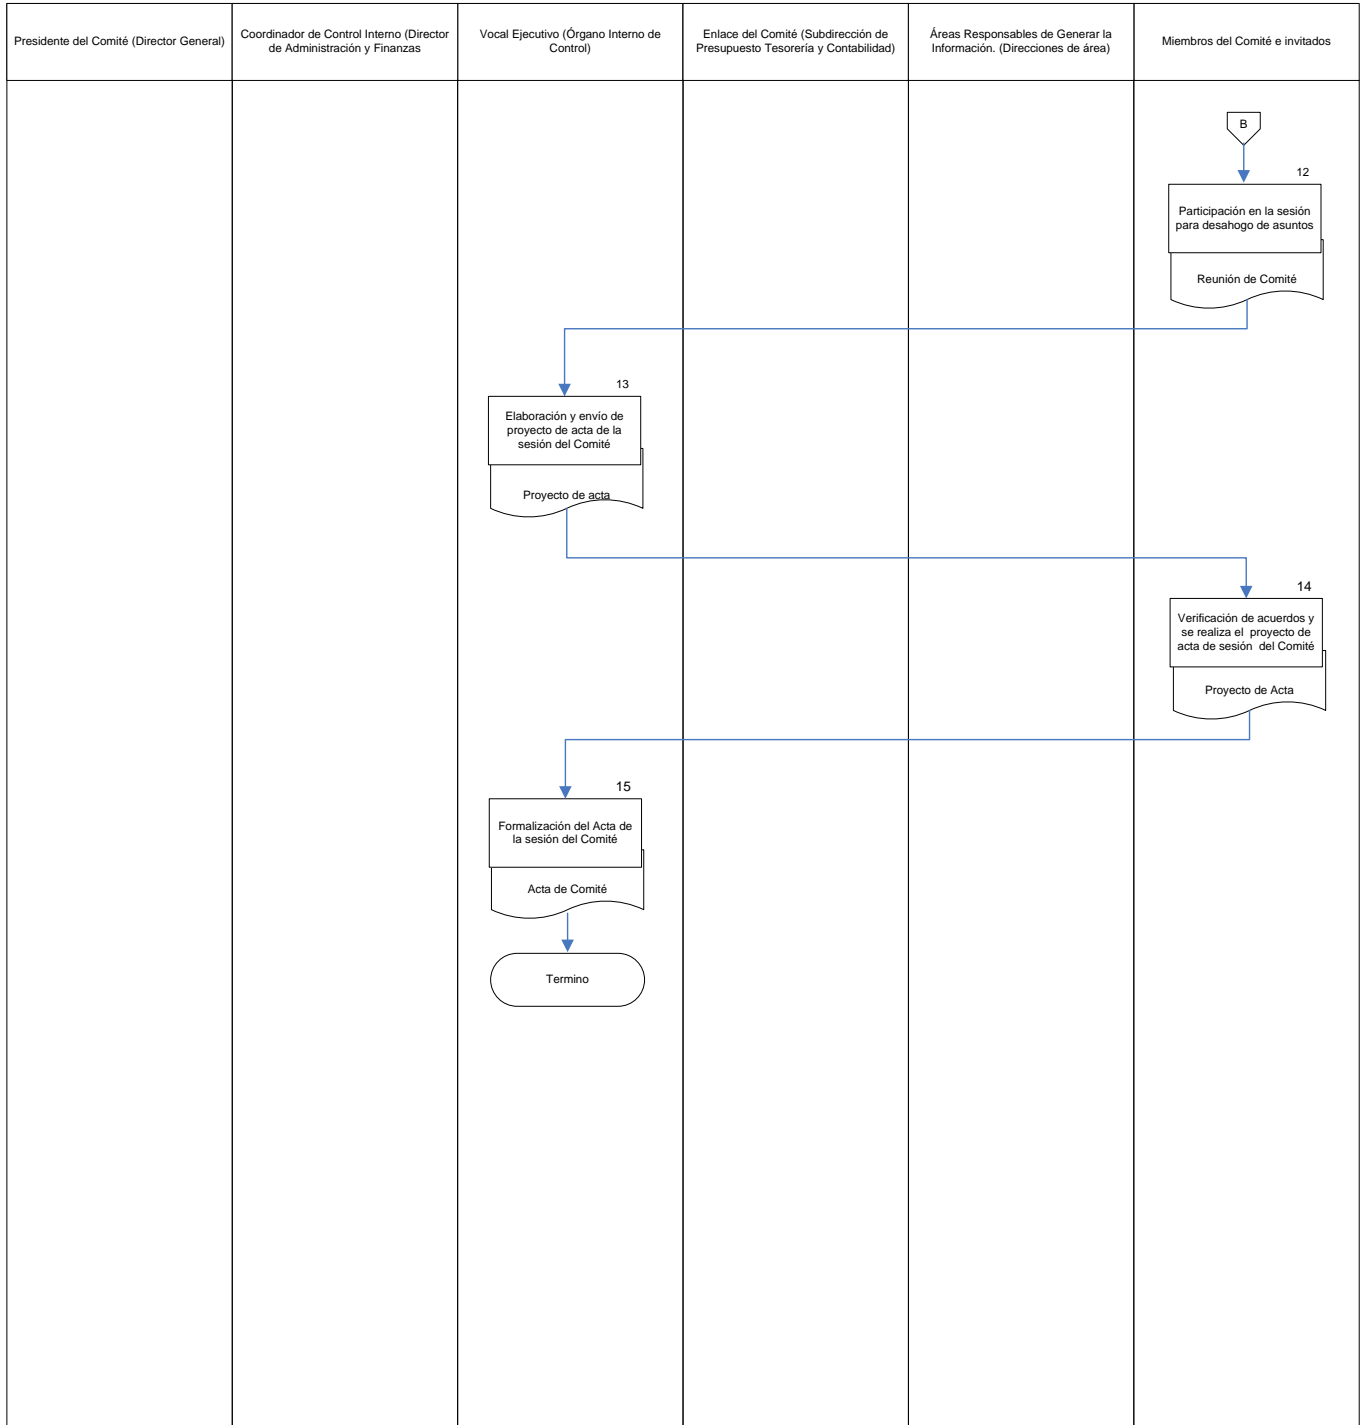 Presidente del Comité (Director General)
Coordinador de Control Interno (Director
de Administración y Finanzas
Vocal Ejecutivo (Órgano Interno de
Control)
Enlace del Comité (Subdirección de
Presupuesto Tesorería y Contabilidad)
Áreas Responsables de Generar la
Información. (Direcciones de área)
Miembros del Comité e invitados
B
12
Participación en la sesión
para desahogo de asuntos
Reunión de Comité
13
Elaboración y envío de
proyecto de acta de la
sesión del Comité
Proyecto de acta
14
Verificación de acuerdos y
se realiza el  proyecto de
acta de sesión  del Comité
Proyecto de Acta
15
Formalización del Acta de
la sesión del Comité
Acta de Comité
Termino